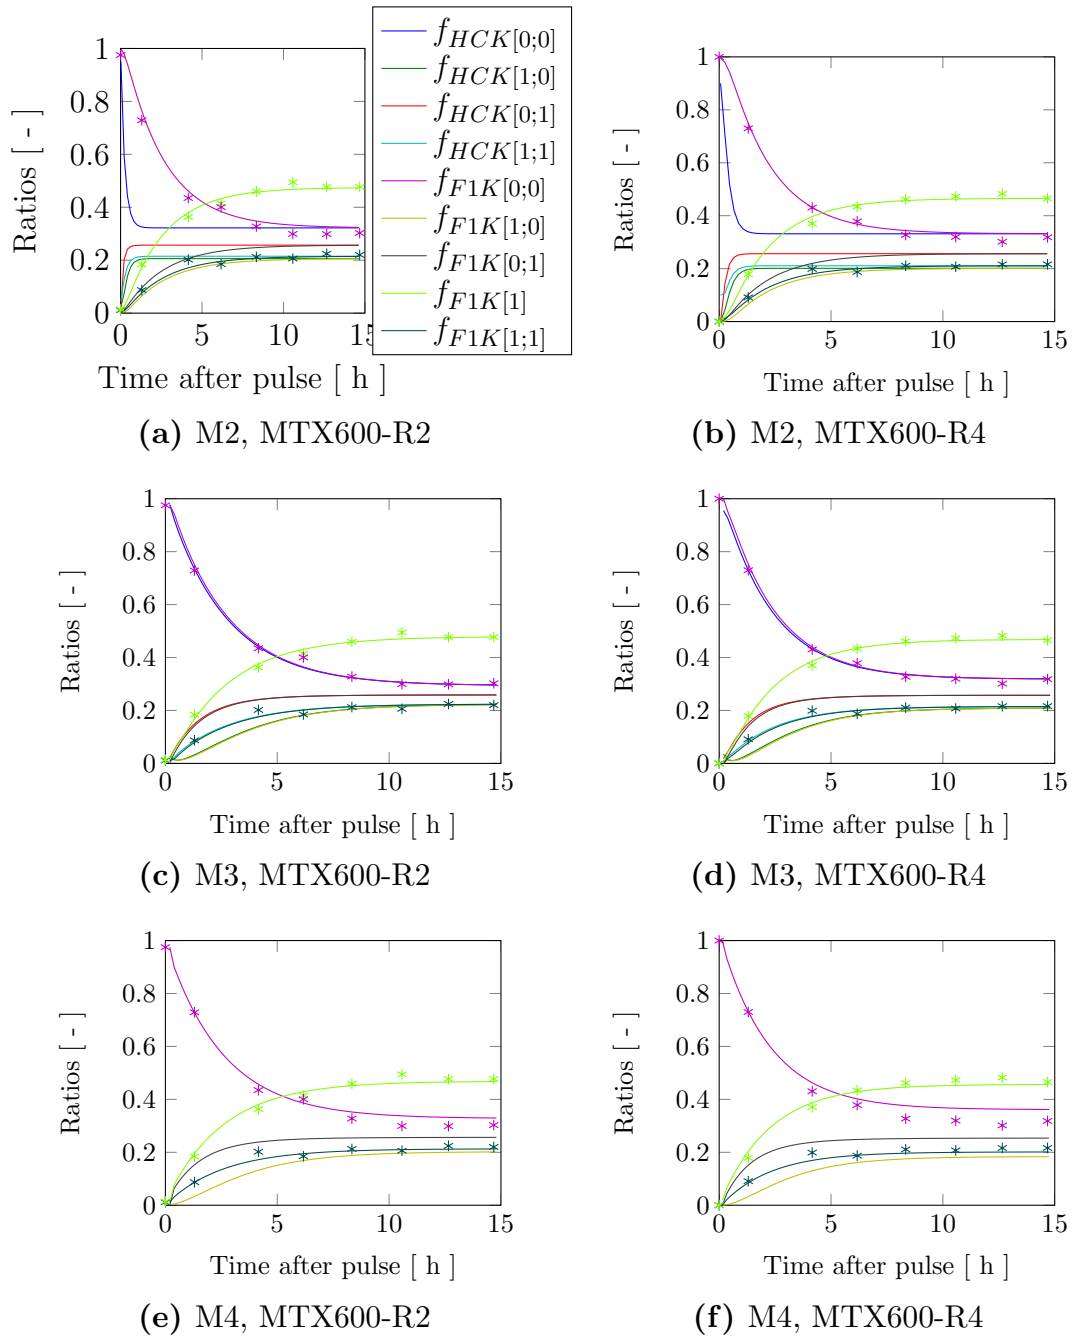 f_{HCK[0;0]}
f_{HCK[1;0]}
f_{HCK[0;1]}
f_{HCK[1;1]}
f_{F1K[0;0]}
f_{F1K[1;0]}
f_{F1K[0;1]}
f_{F1K[1]}
f_{F1K[1;1]}
1
0.8
0.6
0.4
0.2
0
0
5
10
15
Ratios [ - ]
Time after pulse [ h ]
(a) M2, MTX600-R2
1
0.8
0.6
0.4
0.2
0
0
5
10
15
Ratios [ - ]
Time after pulse [ h ]
(b) M2, MTX600-R4
1
0.8
0.6
0.4
0.2
0
0
5
10
15
Ratios [ - ]
Time after pulse [ h ]
(c) M3, MTX600-R2
1
0.8
0.6
0.4
0.2
0
0
5
10
15
Ratios [ - ]
Time after pulse [ h ]
(d) M3, MTX600-R4
1
0.8
0.6
0.4
0.2
0
0
5
10
15
Ratios [ - ]
Time after pulse [ h ]
(e) M4, MTX600-R2
1
0.8
0.6
0.4
0.2
0
0
5
10
15
Ratios [ - ]
Time after pulse [ h ]
(f) M4, MTX600-R4